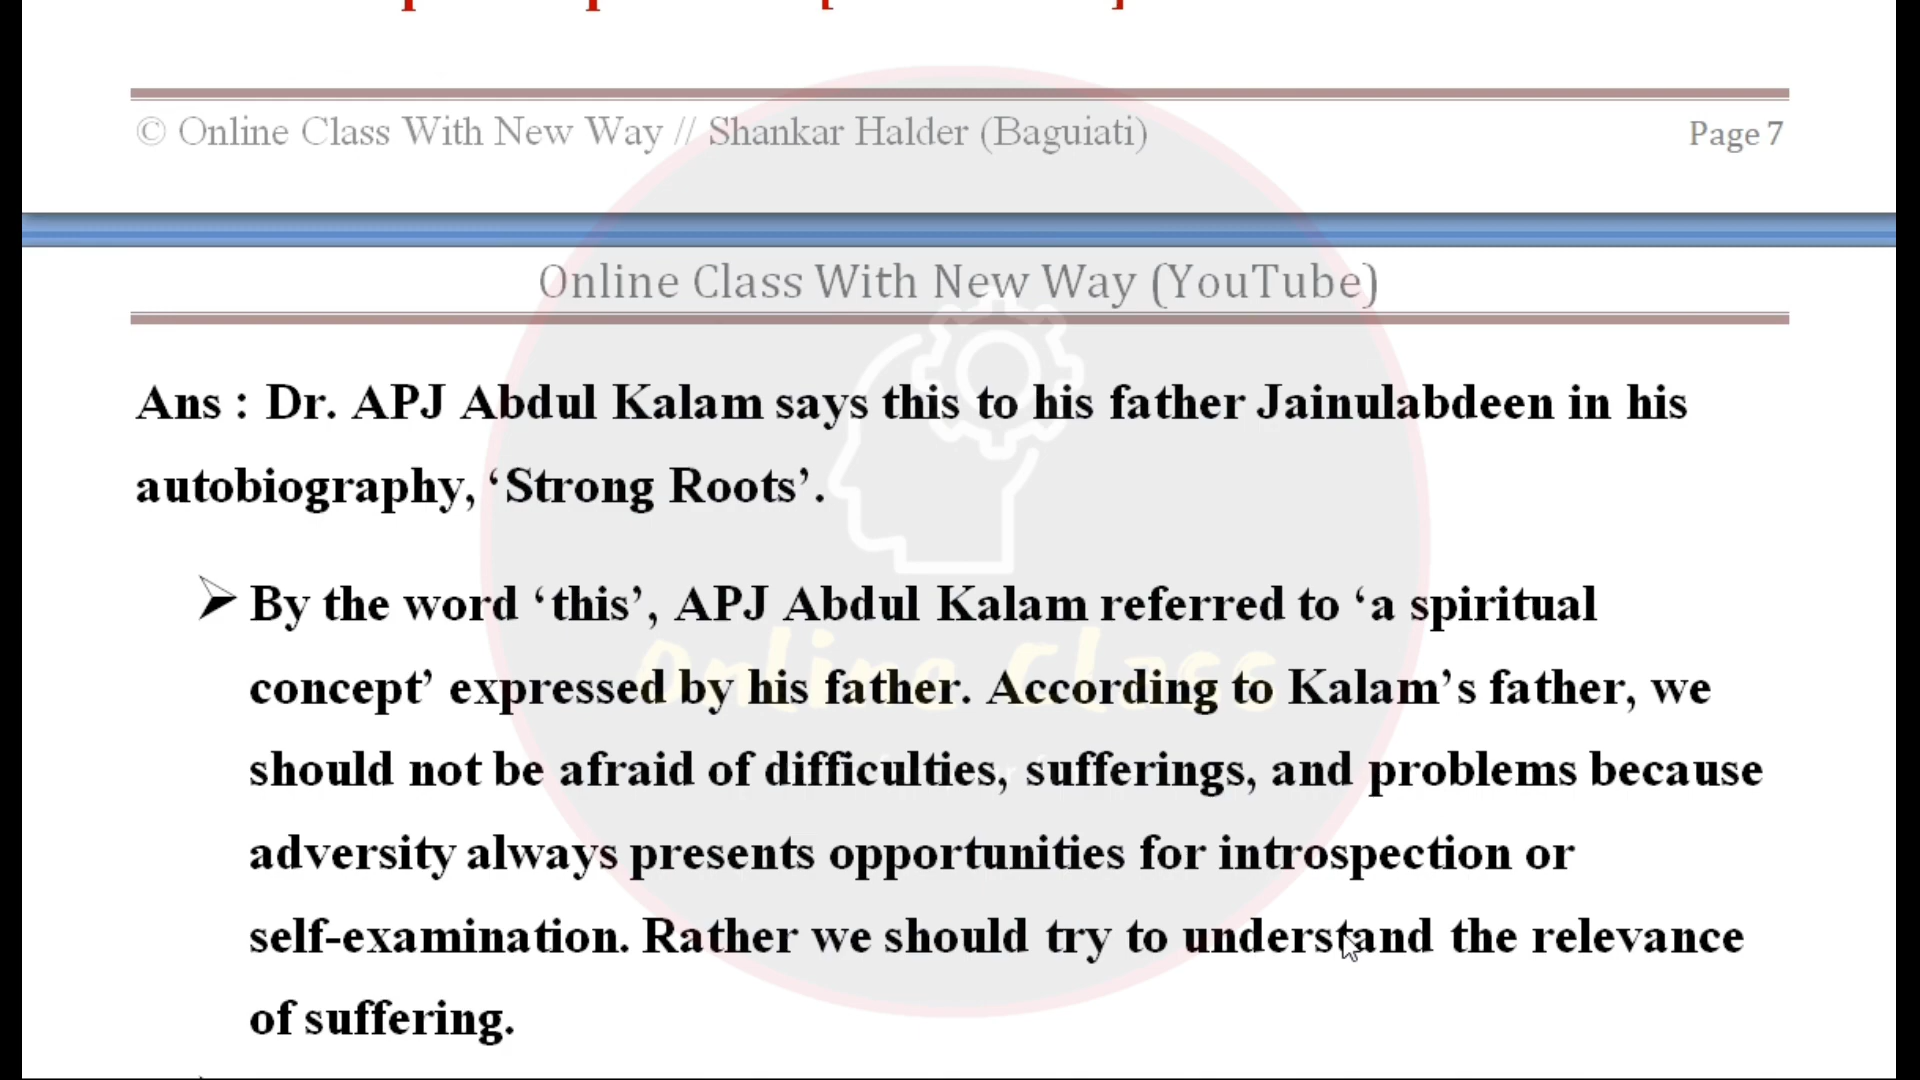 © Online Class With New Way // Shankar Halder (Baguiati) Page 7
Online Class With New Way (YouTube)
Ans : Dr. APJ Abdul Kalam says this to his father Jainulabdeen in his
autobiography, ‘Strong Roots’.
➢ By the word ‘this’, APJ Abdul Kalam referred to ‘a spiritual
concept’ expressed by his father. According to Kalam’s father, we
should not be afraid of difficulties, sufferings, and problems because
adversity always presents opportunities for introspection or
self-examination. Rather we should try to understand the relevance
of suffering.
Online Class